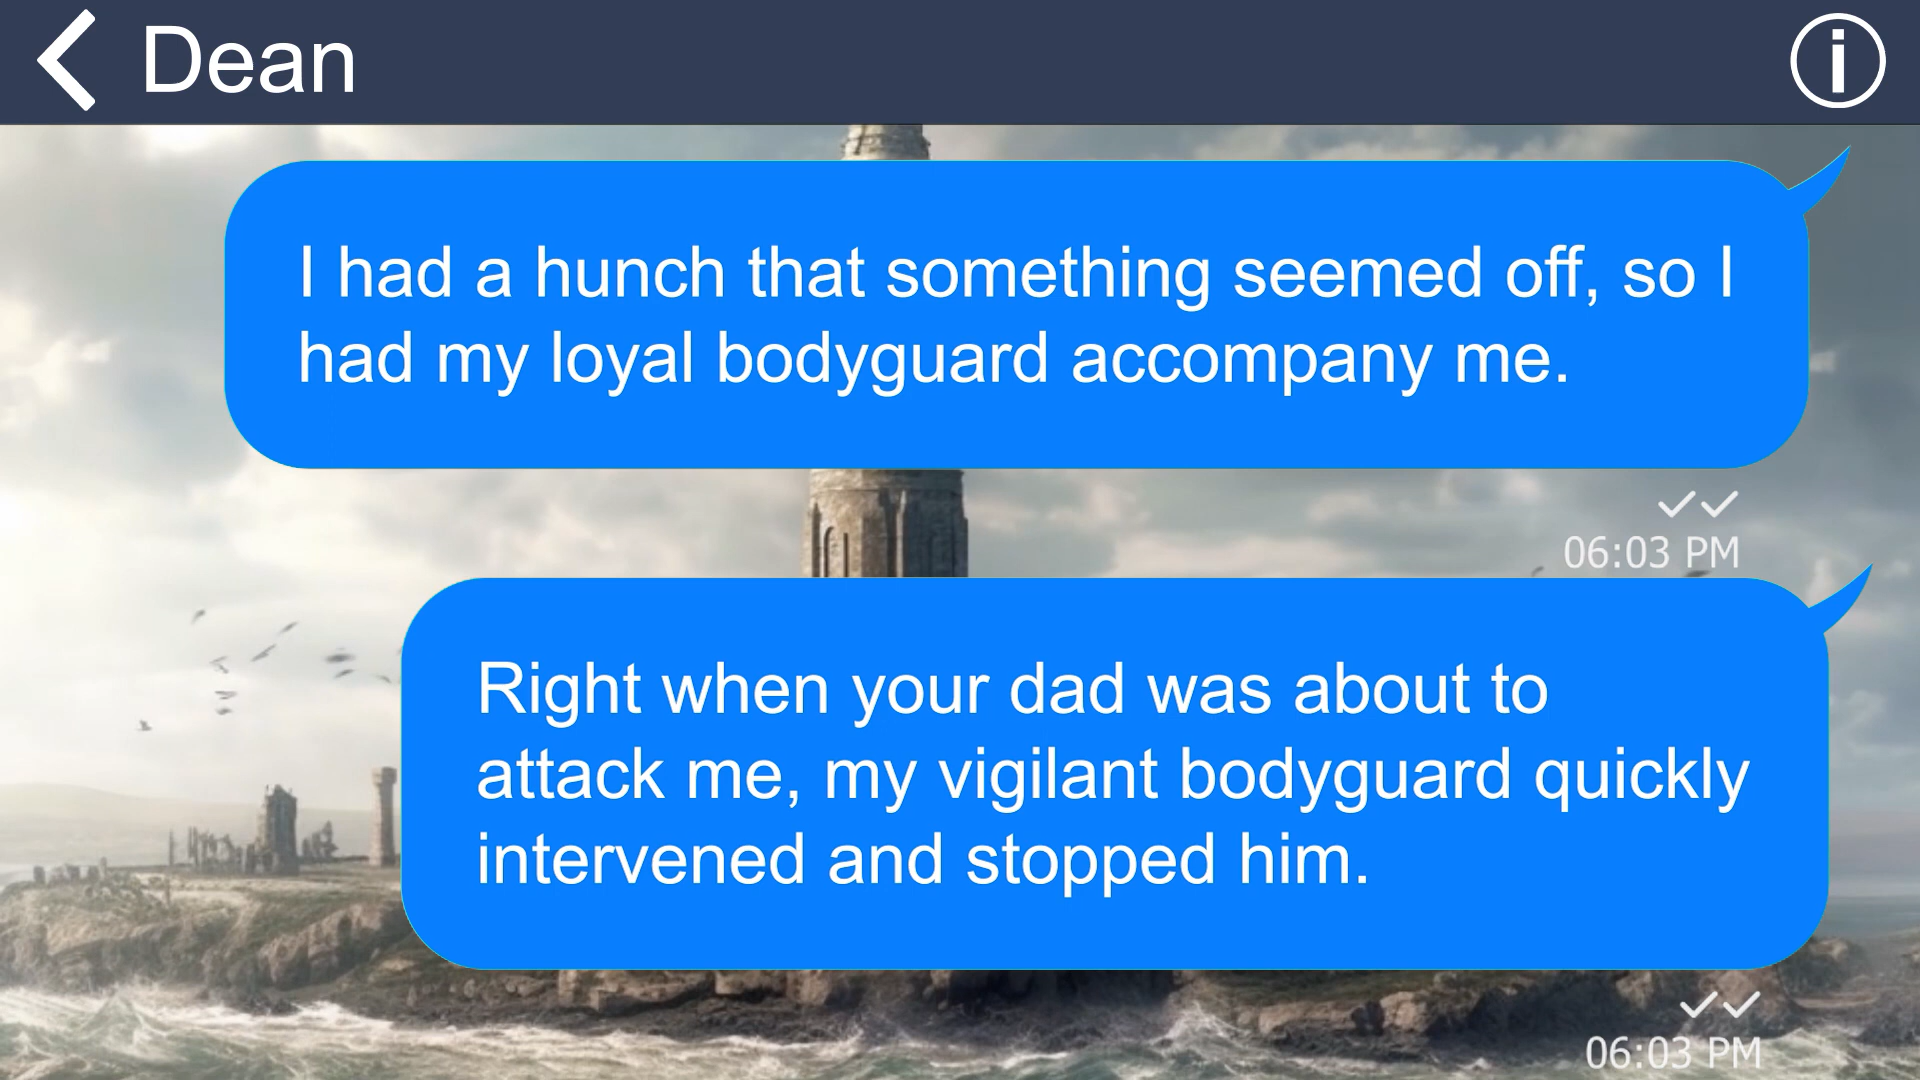 Dean
I had a hunch that something seemed off, so I
had my loyal bodyguard accompany me.
06:03 PM
Right when your dad was about to
attack me, my vigilant bodyguard quickly
intervened and stopped him.
06:03 PM